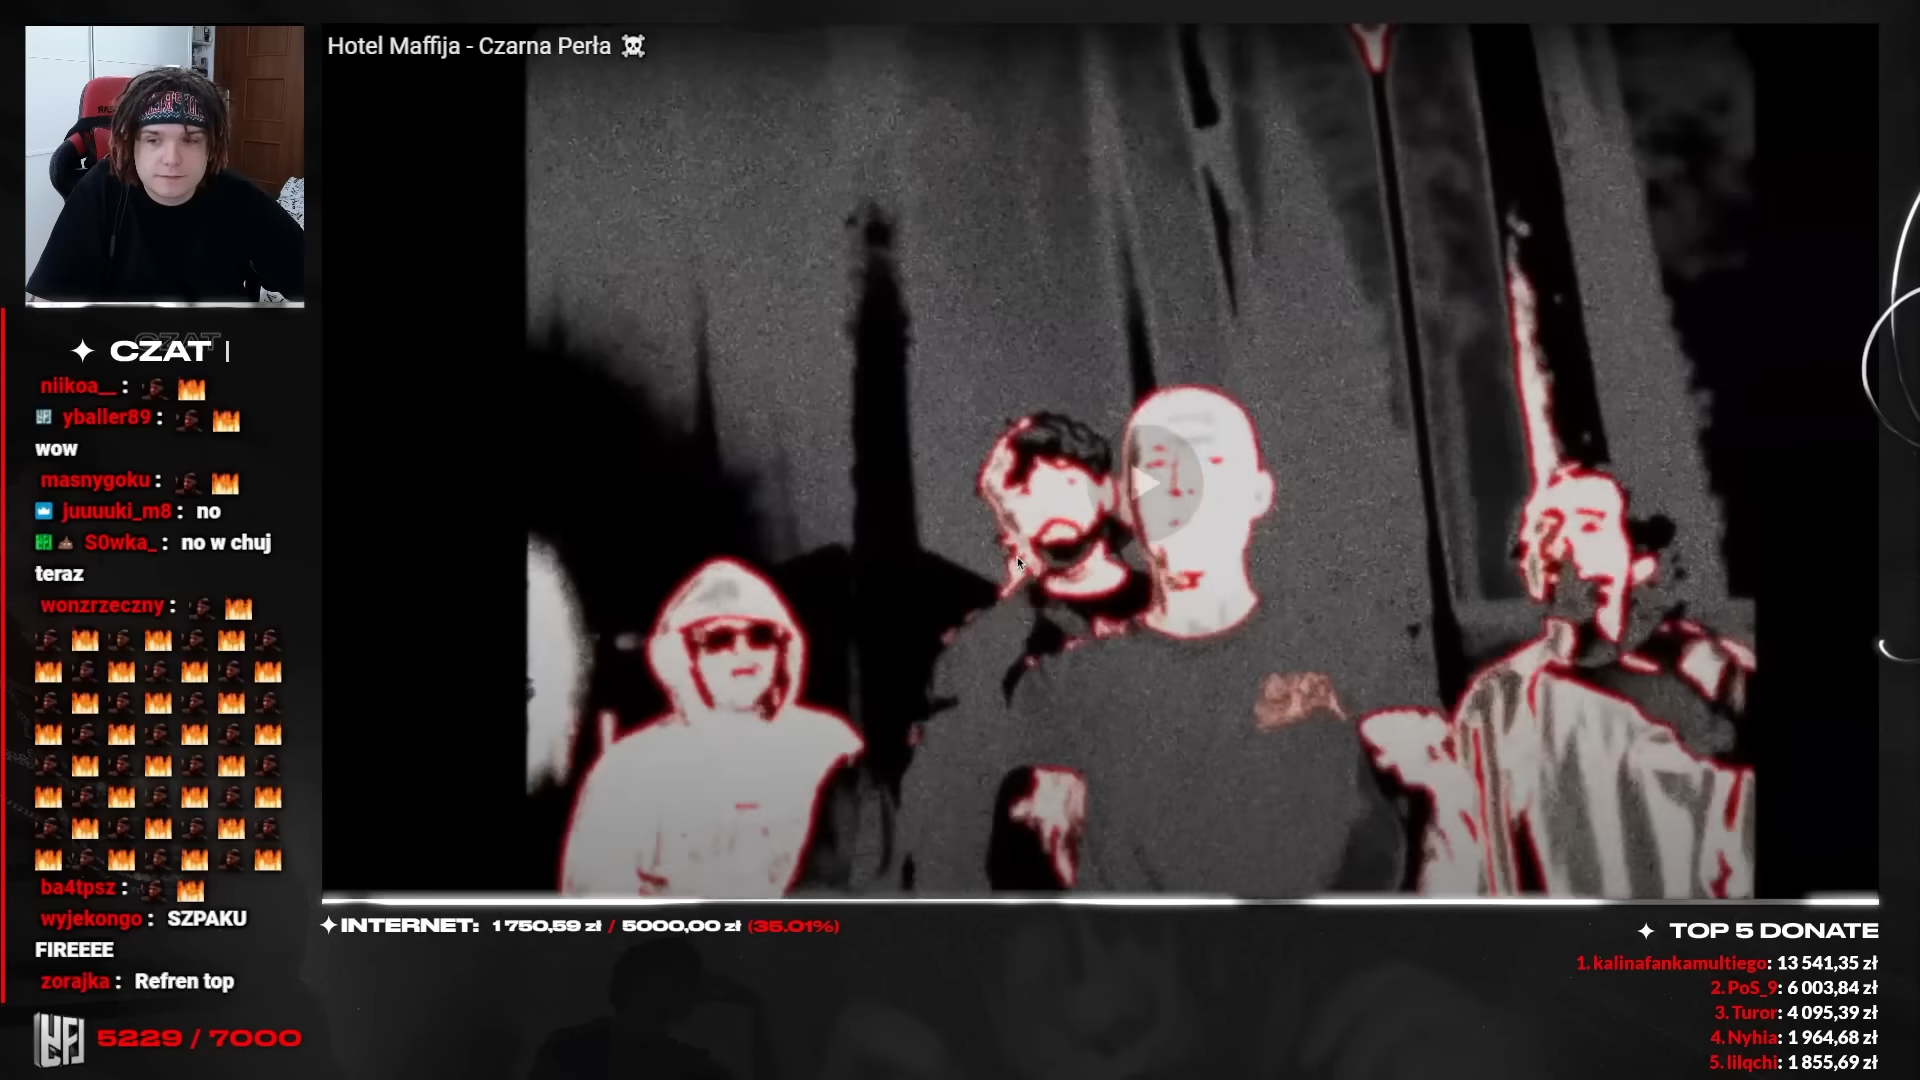 Hotel Maffija - Czarna Perła ☠
✦ CZAT |
niikoa__ :
yballer89 :
wow
masnygoku :
juuuuki_m8 : no
S0wka_ : no w chuj
teraz
wonzrzeczny :
ba4tpsz :
wyjekongo : SZPAKU
FIREEEE
zorajka : Refren top
5229 / 7000
✦INTERNET: 1 750,59 zł / 5000,00 zł (35.01%)
✦ TOP 5 DONATE
1. kalinafankamultiego: 13 541,35 zł
2. PoS_9: 6 003,84 zł
3. Turor: 4 095,39 zł
4. Nyhia: 1 964,68 zł
5. lilqchi: 1 855,69 zł